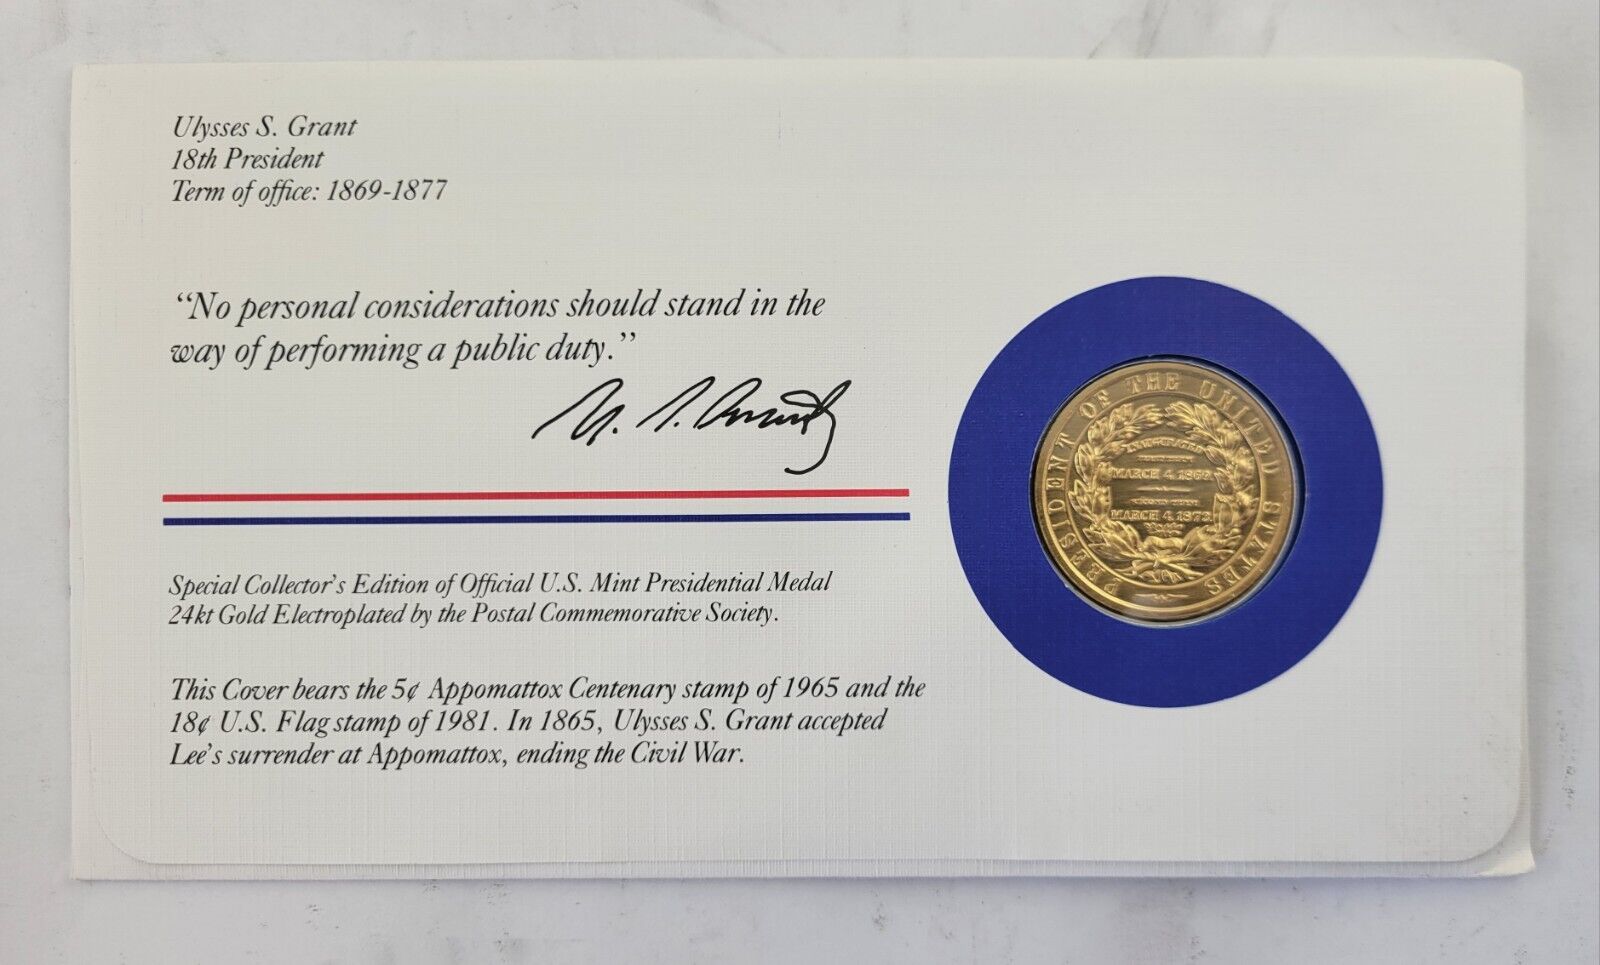 Ulysses S. Grant
18th President
Term of office: 1869-1877
“No personal considerations should stand in the
way of performing a public duty.”
U. S. Grant
Special Collector's Edition of Official U.S. Mint Presidential Medal
24kt Gold Electroplated by the Postal Commemorative Society.
This Cover bears the 5¢ Appomattox Centenary stamp of 1965 and the
18¢ U.S. Flag stamp of 1981. In 1865, Ulysses S. Grant accepted
Lee's surrender at Appomattox, ending the Civil War.
PRESIDENT OF THE UNITED STATES
INAUGURATED
MARCH 4. 1869.
MARCH 4. 1873.